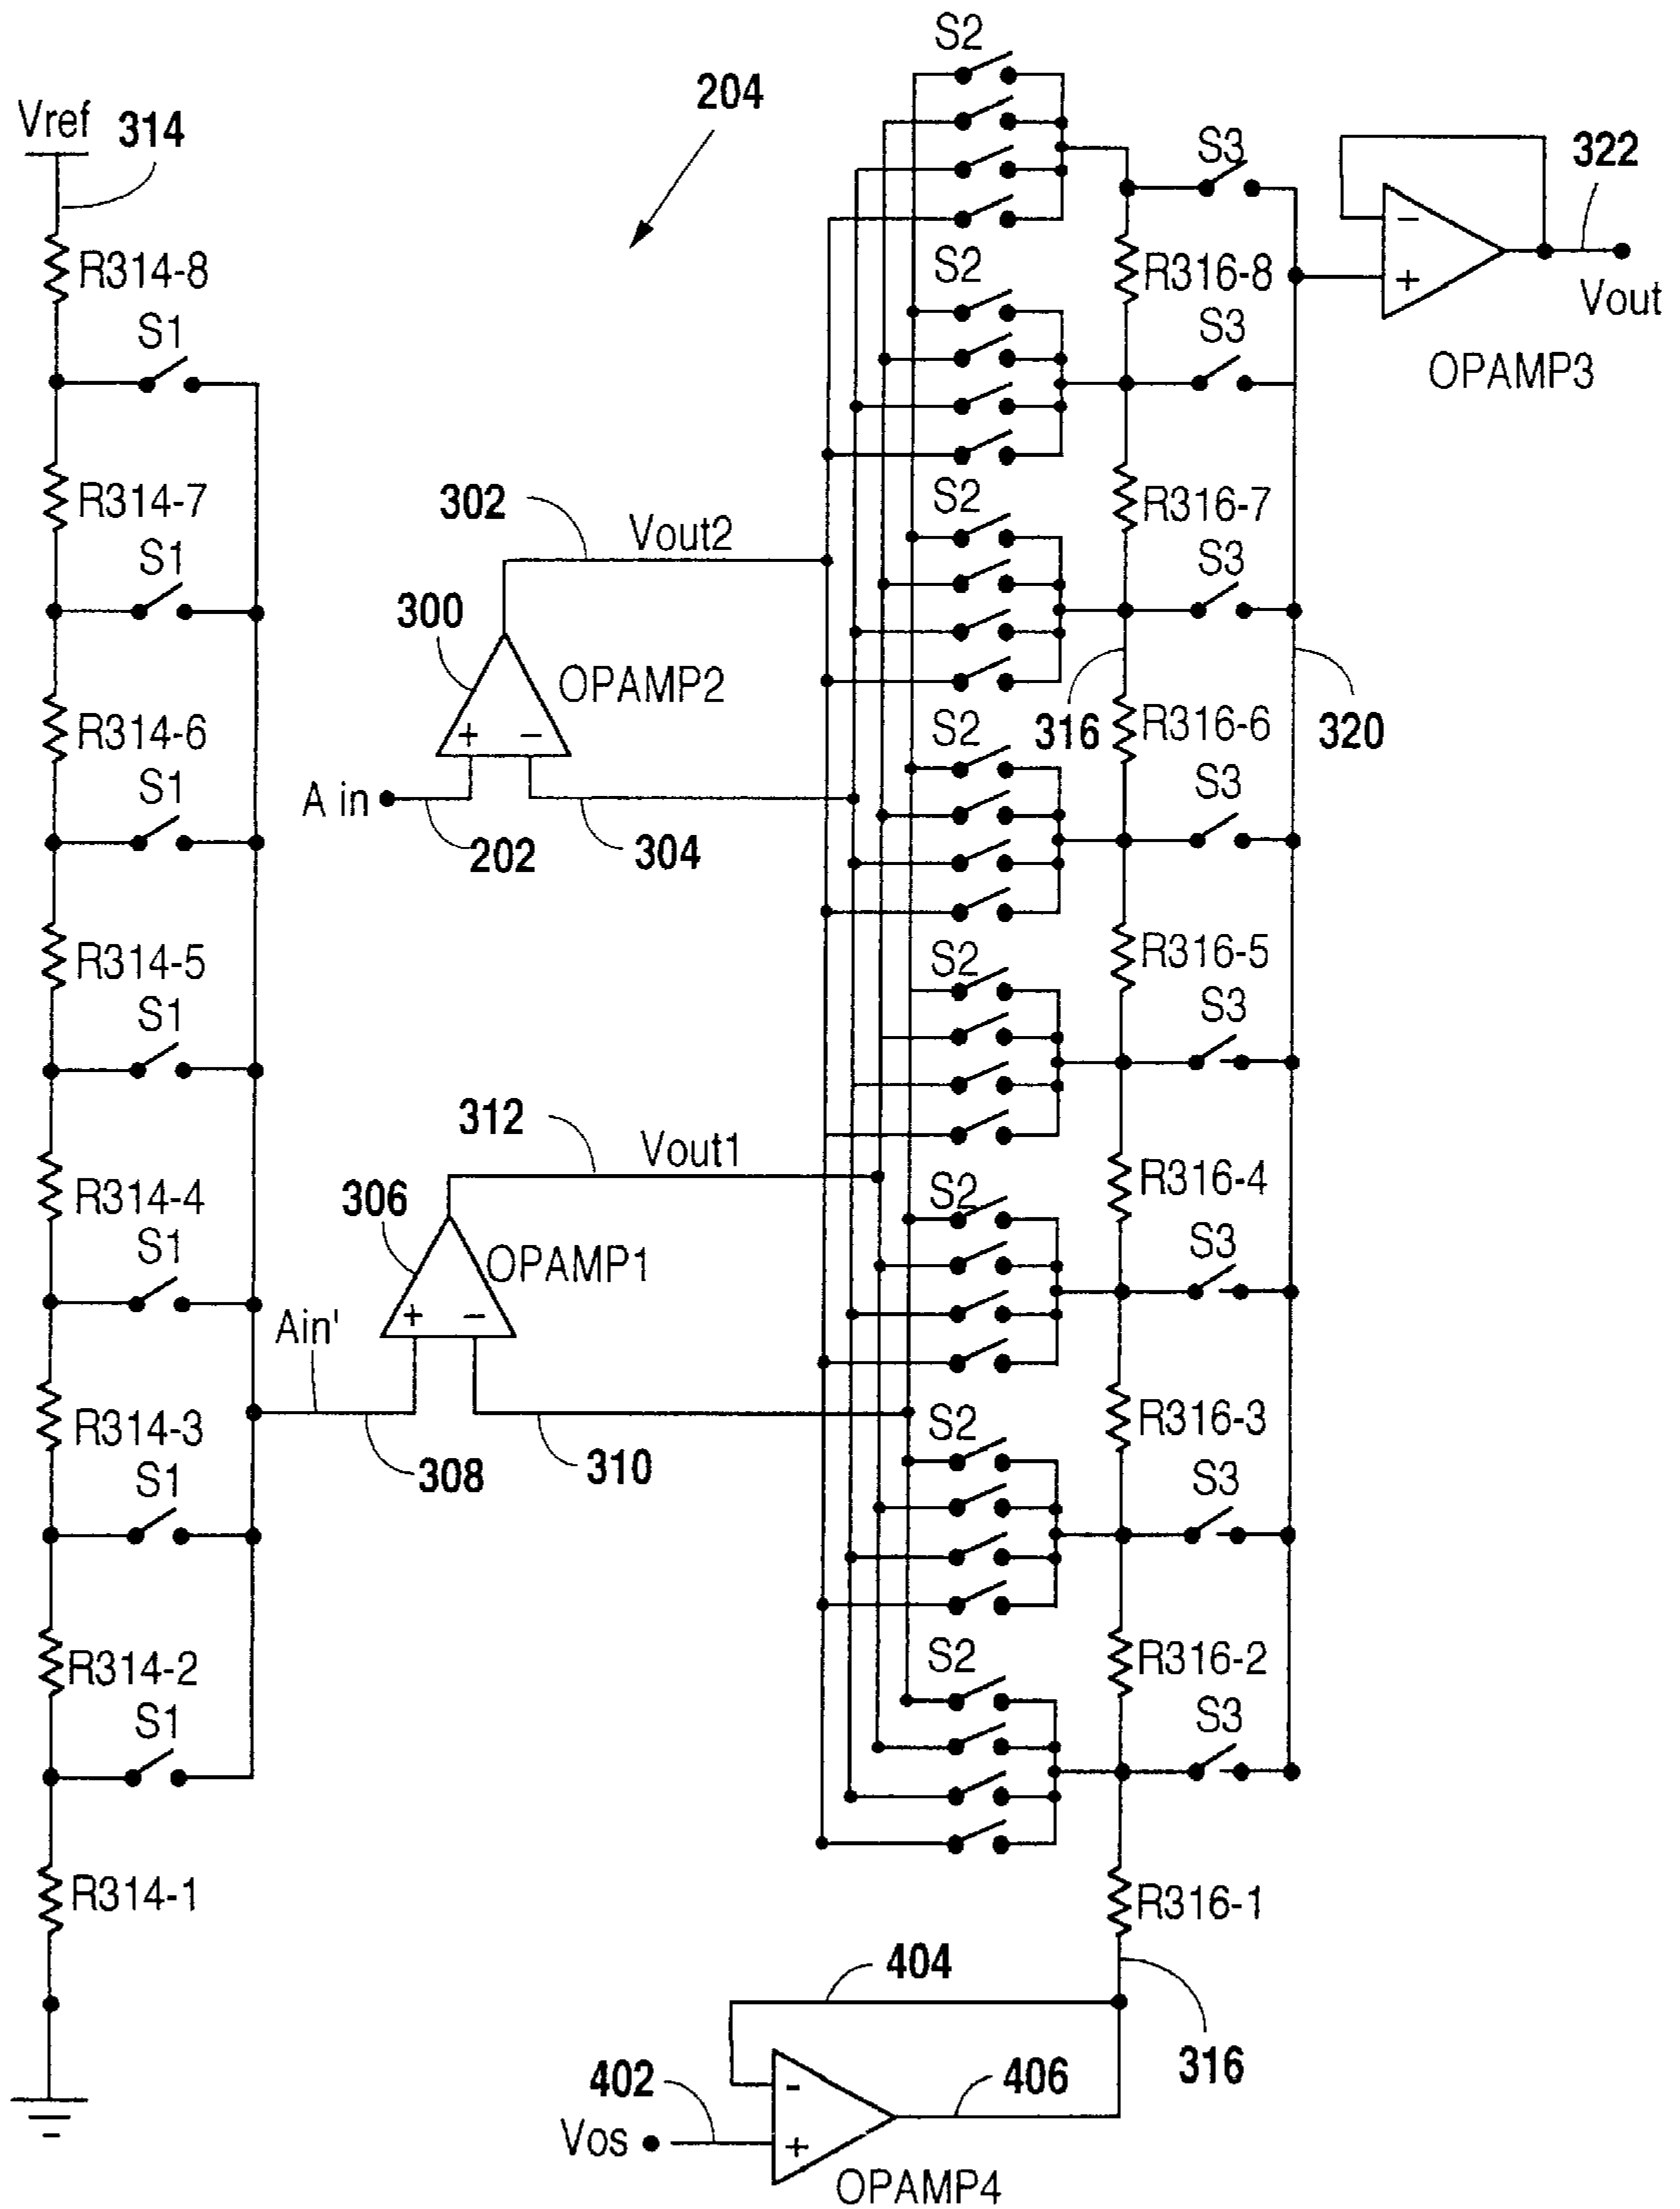 S2
204
Vref 314
S3
322
R314-8
S2
R316-8
Vout
S1
S3
OPAMP3
302
Vout2
S2
R314-7
R316-7
S1
S3
300
OPAMP2
R314-6
S2
316
R316-6
320
S1
A in
S3
202
304
R314-5
S2
R316-5
S1
S3
312
Vout1
306
R314-4
S2
R316-4
S1
OPAMP1
S3
Ain'
R314-3
S2
R316-3
308
310
S1
S3
R314-2
S2
R316-2
S1
S3
R314-1
R316-1
404
316
402
406
Vos
OPAMP4
-
+
-
+
+ -
+ -